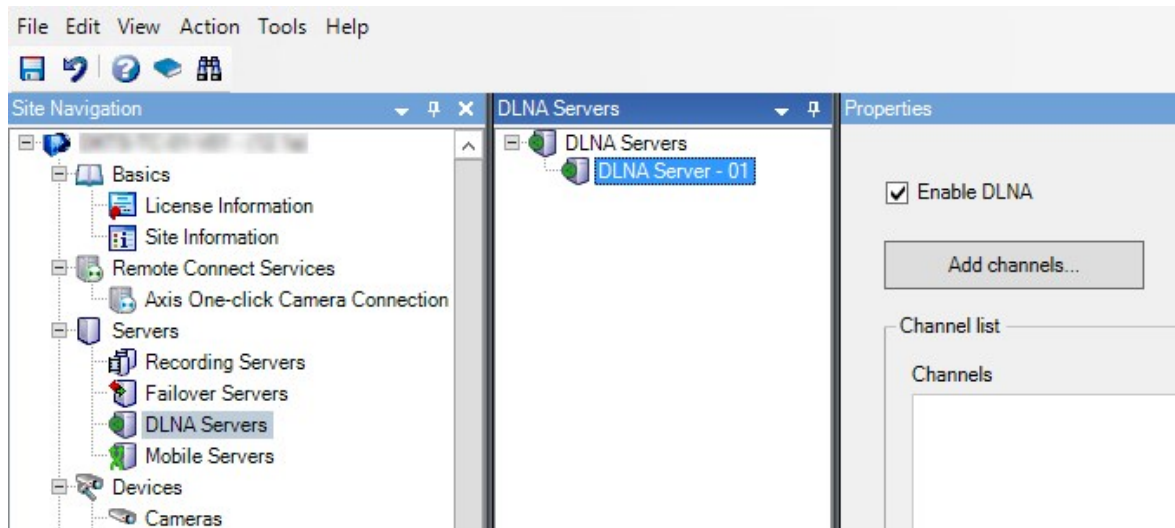 File Edit View Action Tools Help
Site Navigation
Basics
License Information
Site Information
Remote Connect Services
Axis One-click Camera Connection
Servers
Recording Servers
Failover Servers
DLNA Servers
Mobile Servers
Devices
Cameras
DLNA Servers
DLNA Servers
DLNA Server - 01
Properties
Enable DLNA
Add channels...
Channel list
Channels